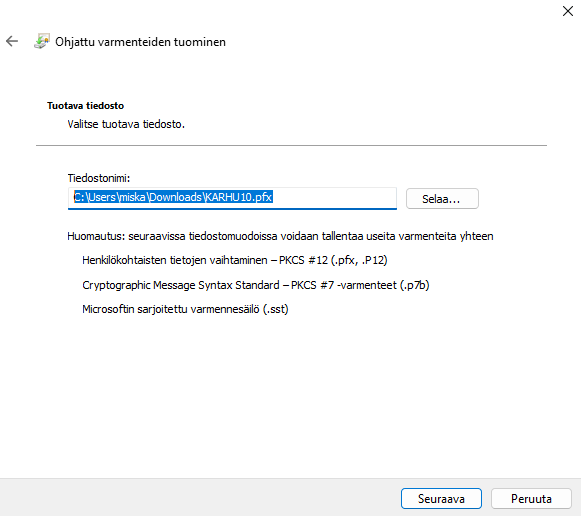 Ohjattu varmenteiden tuominen
Tuotava tiedosto
Valitse tuotava tiedosto.
Tiedostonimi:
C:\Users\miska\Downloads\KARHU10.pfx
Selaa...
Huomautus: seuraavissa tiedostomuodoissa voidaan tallentaa useita varmenteita yhteen
Henkilökohtaisten tietojen vaihtaminen – PKCS #12 (.pfx, .P12)
Cryptographic Message Syntax Standard – PKCS #7 -varmenteet (.p7b)
Microsoftin sarjoitettu varmennesäilö (.sst)
Seuraava
Peruuta